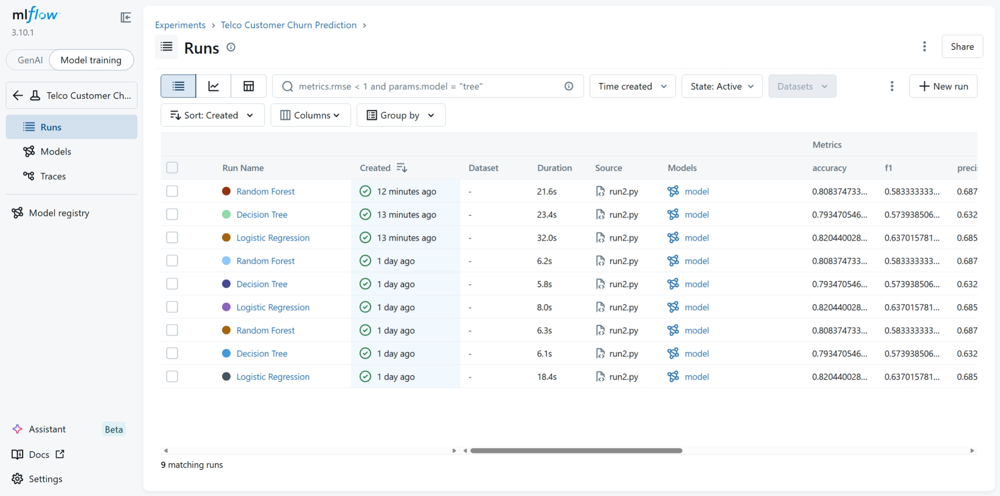 mlflow
3.10.1
GenAI
Model training
Telco Customer Ch...
Runs
Models
Traces
Model registry
Assistant
Beta
Docs
Settings
Experiments > Telco Customer Churn Prediction >
Runs
Share
metrics.rmse < 1 and params.model = "tree"
Time created
State: Active
Datasets
New run
Sort: Created
Columns
Group by
Metrics
Run Name Created Dataset Duration Source Models accuracy f1 preci
Random Forest 12 minutes ago - 21.6s run2.py model 0.808374733... 0.583333333... 0.687
Decision Tree 13 minutes ago - 23.4s run2.py model 0.793470546... 0.573938506... 0.632
Logistic Regression 13 minutes ago - 32.0s run2.py model 0.820440028... 0.637015781... 0.685
Random Forest 1 day ago - 6.2s run2.py model 0.808374733... 0.583333333... 0.687
Decision Tree 1 day ago - 5.8s run2.py model 0.793470546... 0.573938506... 0.632
Logistic Regression 1 day ago - 8.0s run2.py model 0.820440028... 0.637015781... 0.685
Random Forest 1 day ago - 6.3s run2.py model 0.808374733... 0.583333333... 0.687
Decision Tree 1 day ago - 6.1s run2.py model 0.793470546... 0.573938506... 0.632
Logistic Regression 1 day ago - 18.4s run2.py model 0.820440028... 0.637015781... 0.685
9 matching runs